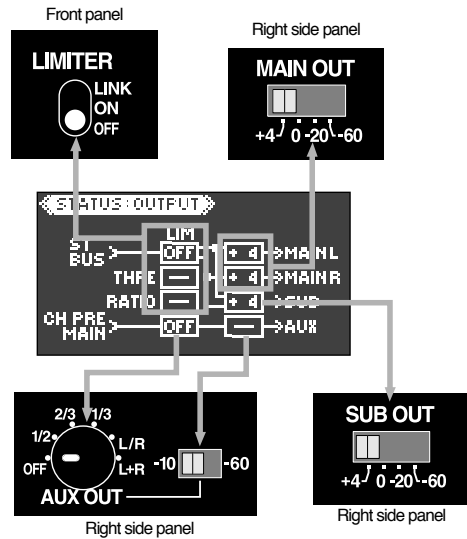 Front panel
Right side panel
LIMITER
LINK
ON
OFF
MAIN OUT
+4 0 -20 -60
STATUS:OUTPUT
LIM
ST BUS OFF + 4 MAIN L
THRE — + 4 MAIN R
RATIO — + 4 SUB
CH PRE MAIN OFF — AUX
2/3 1/3
1/2 L/R
OFF L+R
-10 -60
AUX OUT
Right side panel
SUB OUT
+4 0 -20 -60
Right side panel